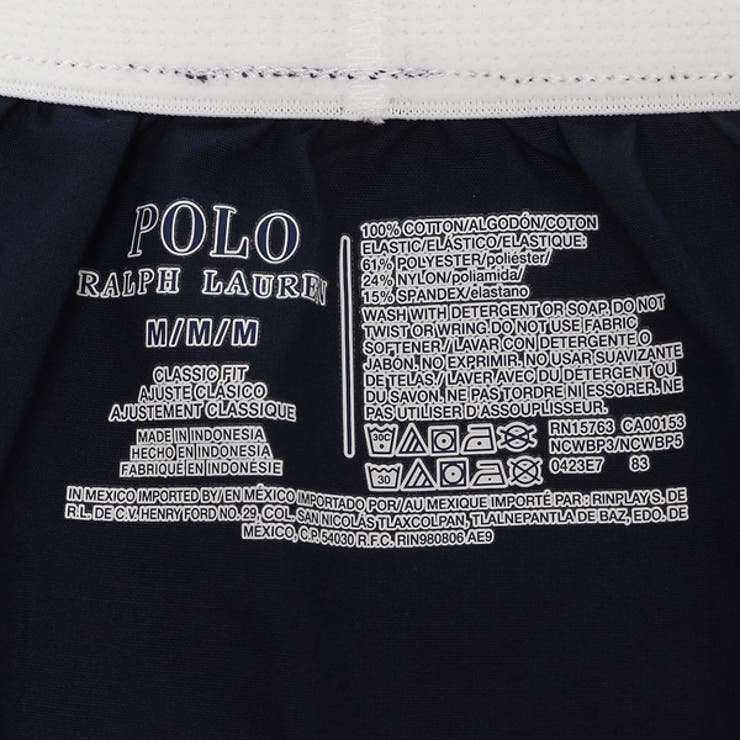 POLO
RALPH LAUREN
M/M/M
CLASSIC FIT
AJUSTE CLÁSICO
AJUSTEMENT CLASSIQUE
MADE IN INDONESIA
HECHO EN INDONESIA
FABRIQUÉ EN INDONÉSIE
100% COTTON/ALGODÓN/COTON
ELASTIC/ELÁSTICO/ELASTIQUE:
61% POLYESTER/poliéster/
24% NYLON/poliamida/
15% SPANDEX/elastano
WASH WITH DETERGENT OR SOAP. DO NOT
TWIST OR WRING. DO NOT USE FABRIC
SOFTENER/ LAVAR CON DETERGENTE O
JABÓN. NO EXPRIMIR. NO USAR SUAVIZANTE
DE TELAS/ LAVER AVEC DU DÉTERGENT OU
DU SAVON. NE PAS TORDRE NI ESSORER. NE
PAS UTILISER D'ASSOUPLISSEUR.
30C RN15763 CA00153
NCWBP3/NCWBP5
30 0423E7 83
IN MEXICO IMPORTED BY/ EN MÉXICO IMPORTADO POR/ AU MEXIQUE IMPORTÉ PAR : RINPLAY S. DE
R.L. DE C.V. HENRY FORD NO. 29, COL. SAN NICOLÁS TLAXCOLPAN, TLALNEPANTLA DE BAZ, EDO. DE
MÉXICO, C.P. 54030 R.F.C. RIN980806 AE9